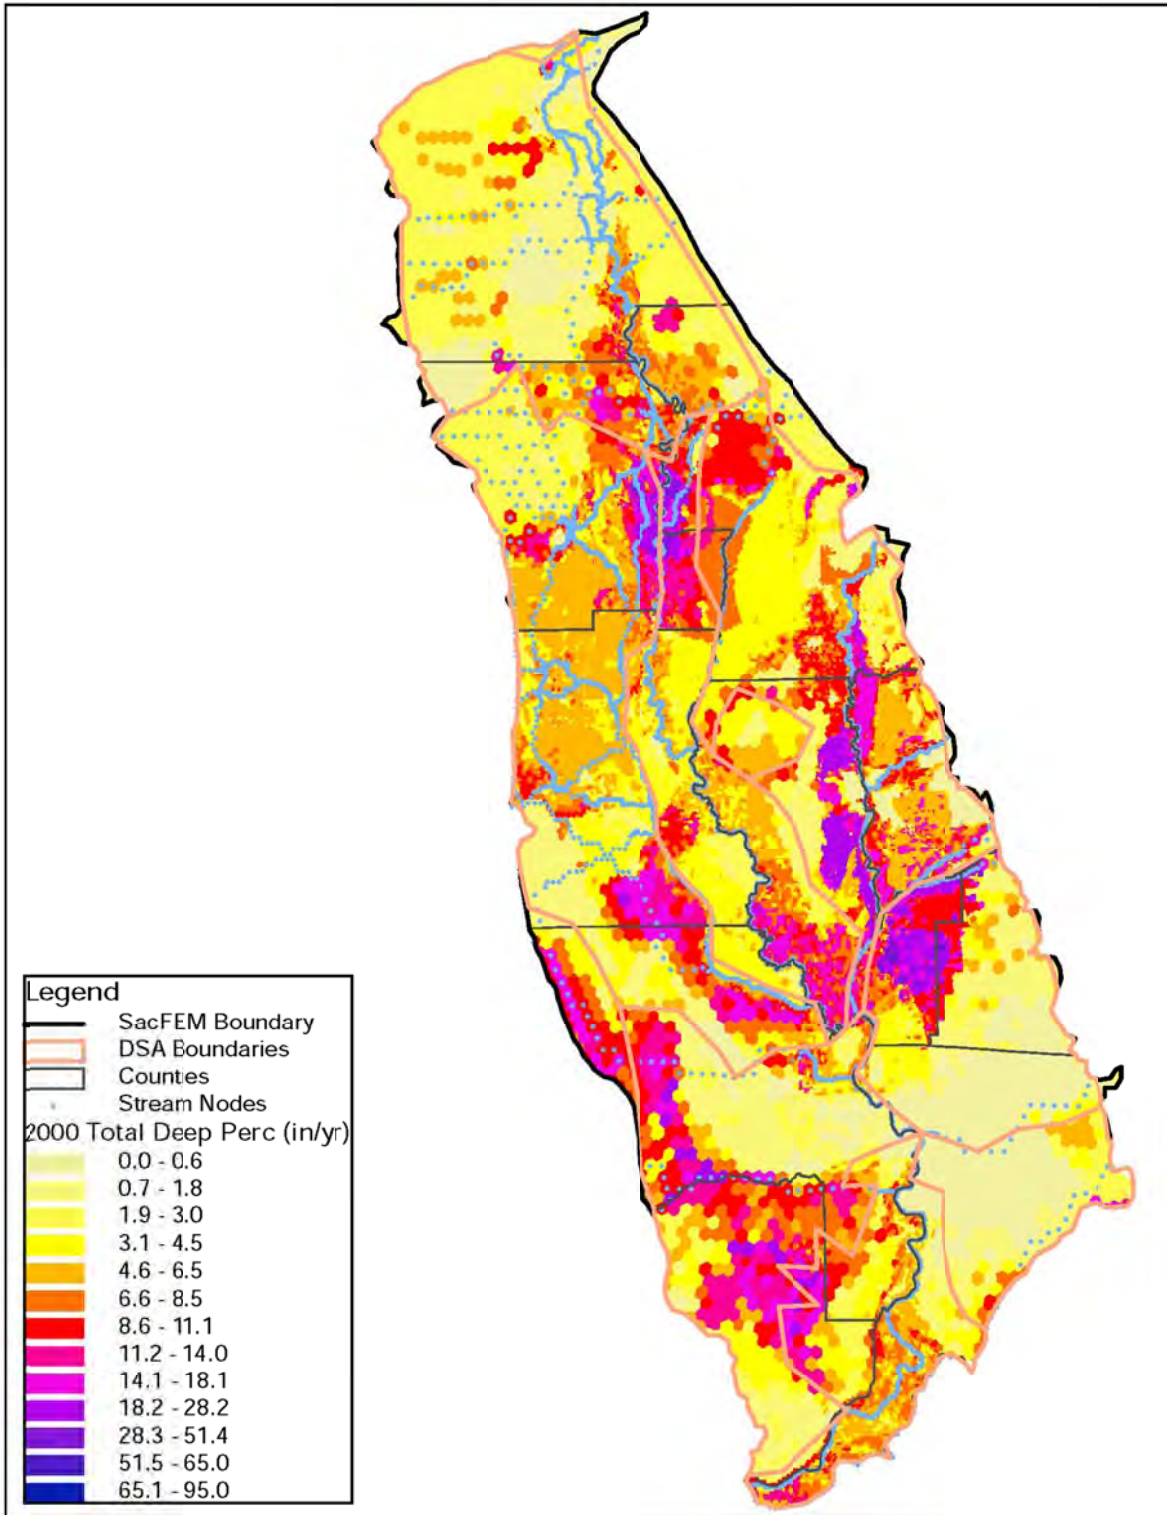 Legend
SacFEM Boundary
DSA Boundaries
Counties
Stream Nodes
2000 Total Deep Perc (in/yr)
0.0 - 0.6
0.7 - 1.8
1.9 - 3.0
3.1 - 4.5
4.6 - 6.5
6.6 - 8.5
8.6 - 11.1
11.2 - 14.0
14.1 - 18.1
18.2 - 28.2
28.3 - 51.4
51.5 - 65.0
65.1 - 95.0